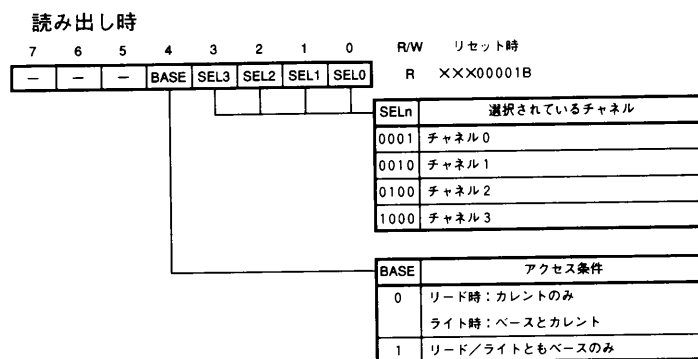 読み出し時
7 6 5 4 3 2 1 0 R/W リセット時
— — — BASE SEL3 SEL2 SEL1 SEL0 R ×××00001B
SELn 選択されているチャネル
0001 チャネル0
0010 チャネル1
0100 チャネル2
1000 チャネル3
BASE アクセス条件
0 リード時：カレントのみ
ライト時：ベースとカレント
1 リード／ライトともベースのみ